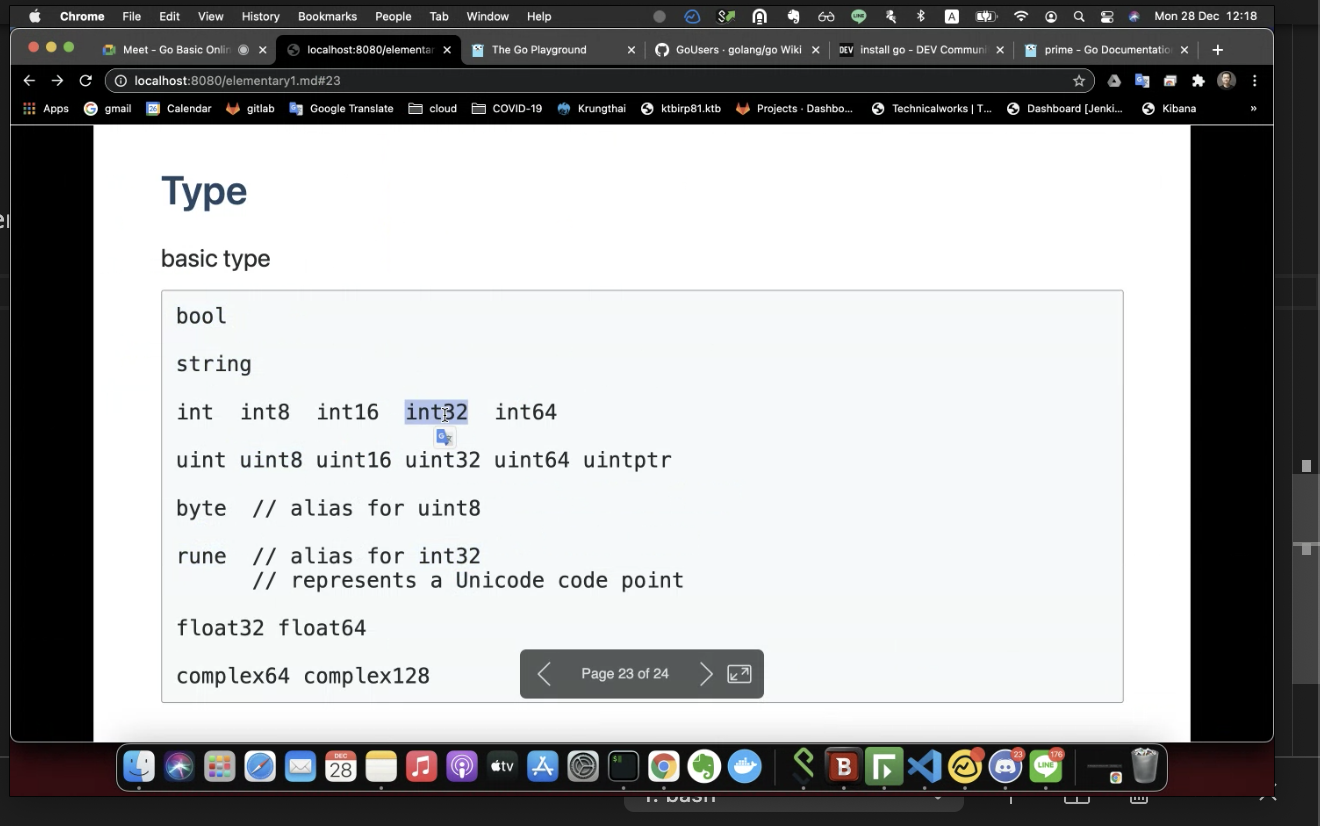 Chrome File Edit View History Bookmarks People Tab Window Help A Mon 28 Dec 12:18
Meet - Go Basic Onlin localhost:8080/elementar The Go Playground GoUsers · golang/go Wiki DEV install go - DEV Commun prime - Go Documentatio
localhost:8080/elementary1.md#23
Apps gmail Calendar gitlab Google Translate cloud COVID-19 Krungthai ktbirp81.ktb Projects · Dashbo... Technicalworks | T... Dashboard [Jenki... Kibana »
Type
basic type
bool
string
int int8 int16 int32 int64
uint uint8 uint16 uint32 uint64 uintptr
byte // alias for uint8
rune // alias for int32
// represents a Unicode code point
float32 float64
complex64 complex128
Page 23 of 24
DEC
28
tv
B
23
176
LINE
1: bash